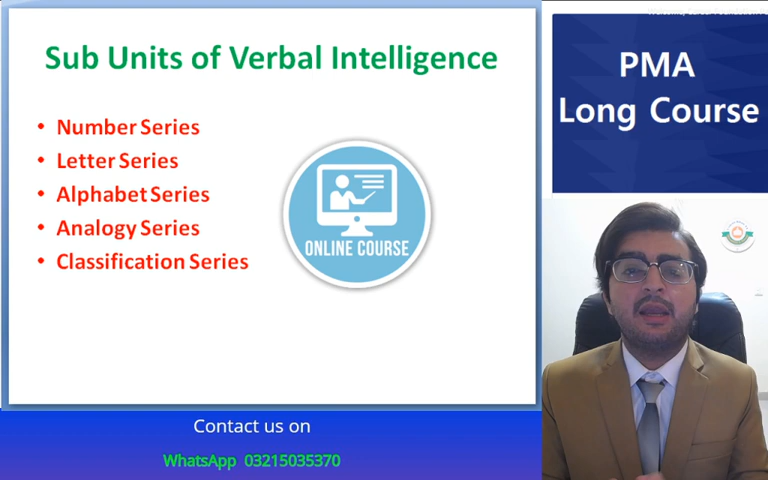 Sub Units of Verbal Intelligence
• Number Series
• Letter Series
• Alphabet Series
• Analogy Series
• Classification Series
ONLINE COURSE
PMA
Long Course
Contact us on
WhatsApp 03215035370